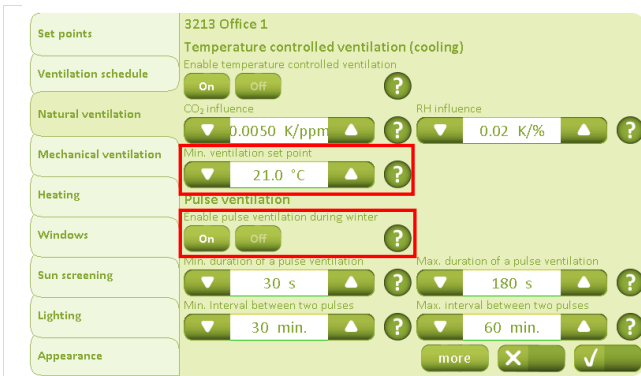 3213 Office 1
Set points
Temperature controlled ventilation (cooling)
Enable temperature controlled ventilation
Ventilation schedule
On Off ?
Natural ventilation
CO₂ influence RH influence
0.0050 K/ppm ? 0.02 K/% ?
Mechanical ventilation
Min. ventilation set point
21.0 °C ?
Heating
Pulse ventilation
Enable pulse ventilation during winter
Windows
On Off ?
Min. duration of a pulse ventilation Max. duration of a pulse ventilation
Sun screening
30 s ? 180 s ?
Min. Interval between two pulses Max. interval between two pulses
Lighting
30 min. ? 60 min. ?
Appearance
more